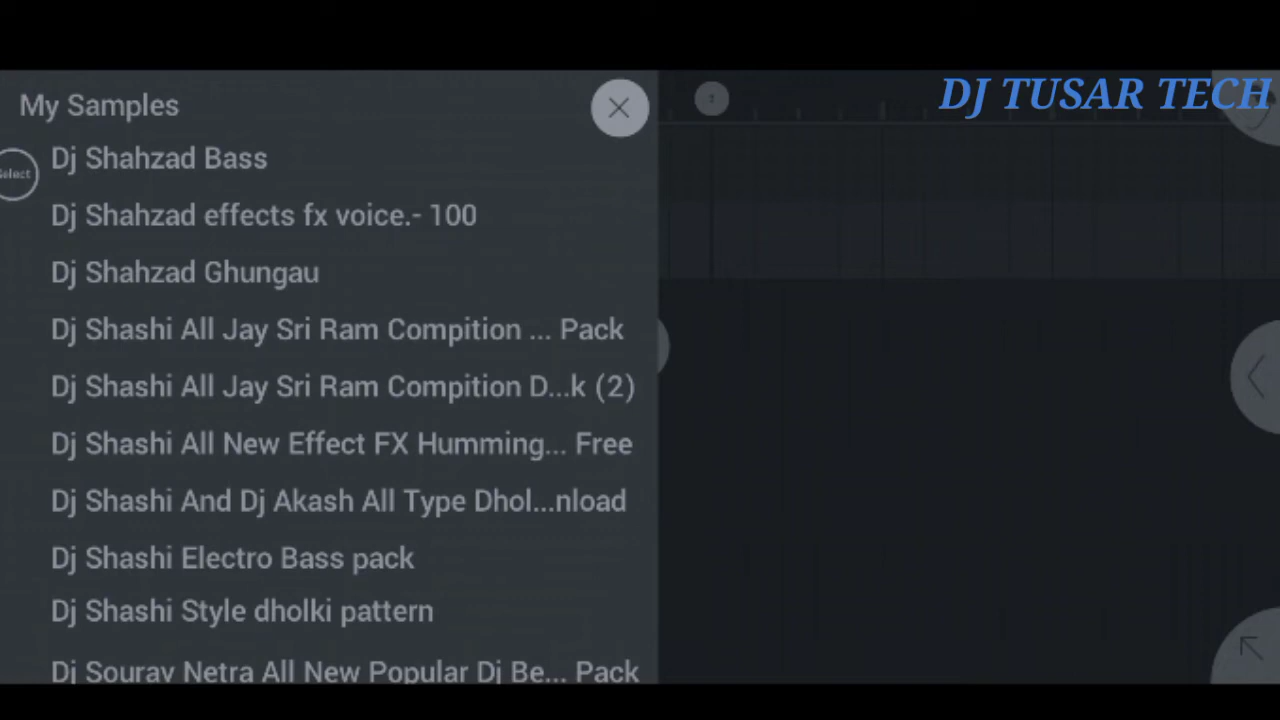 DJ TUSAR TECH
My Samples
Dj Shahzad Bass
Select
Dj Shahzad effects fx voice.- 100
Dj Shahzad Ghungau
Dj Shashi All Jay Sri Ram Compition ... Pack
Dj Shashi All Jay Sri Ram Compition D...k (2)
Dj Shashi All New Effect FX Humming... Free
Dj Shashi And Dj Akash All Type Dhol...nload
Dj Shashi Electro Bass pack
Dj Shashi Style dholki pattern
Dj Sourav Netra All New Popular Dj Be... Pack